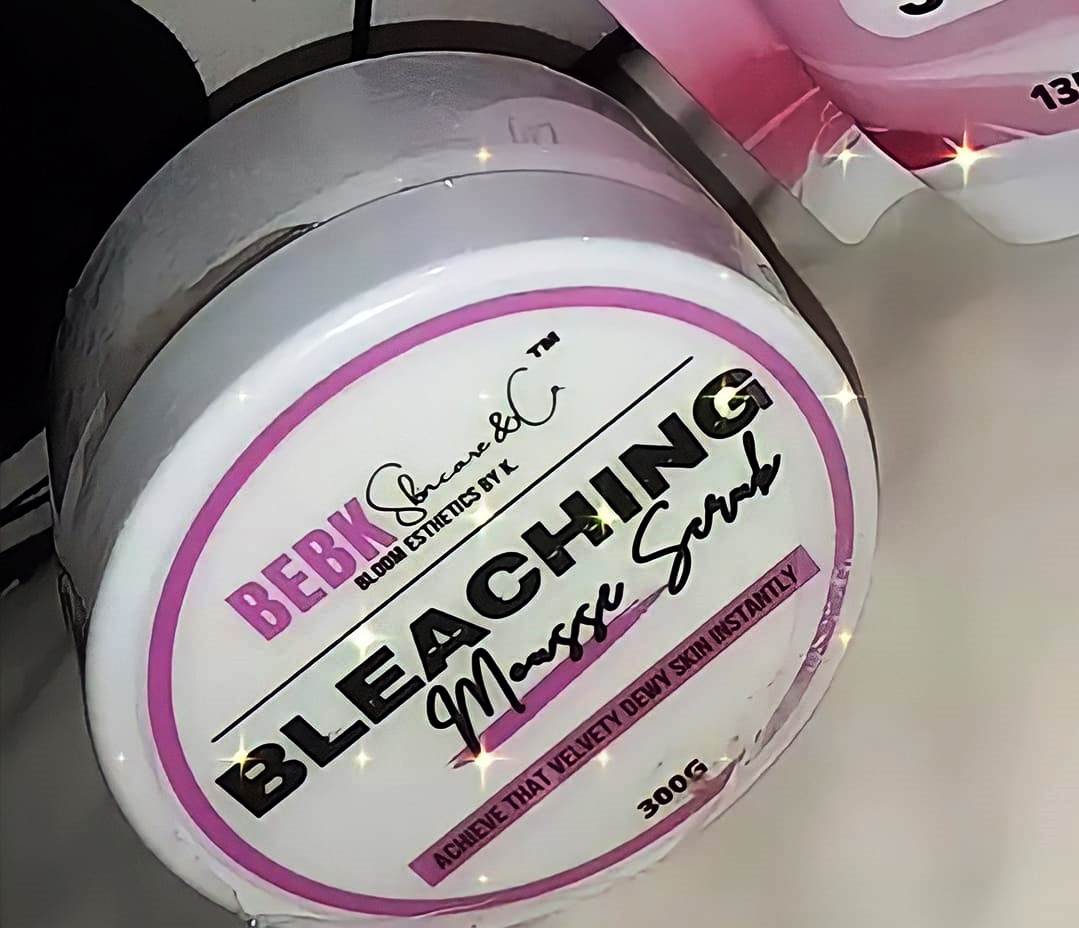 BEBK Skincare & Co ™
BLOOM ESTHETICS BY K
BLEACHING
Mousse Scrub
ACHIEVE THAT VELVETY DEWY SKIN INSTANTLY
300G